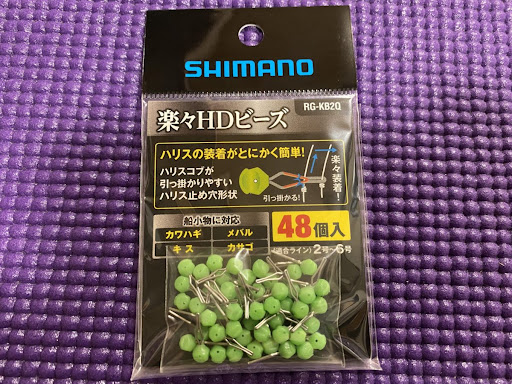 SHIMANO
RG-KB2Q
楽々HDビーズ
ハリスの装着がとにかく簡単!
ハリスコブが
引っ掛かりやすい
ハリス止め穴形状
引っ掛かる!
楽々装着!
船小物に対応
カワハギ
メバル
キス
カサゴ
48個入
(適合ライン)2号~6号